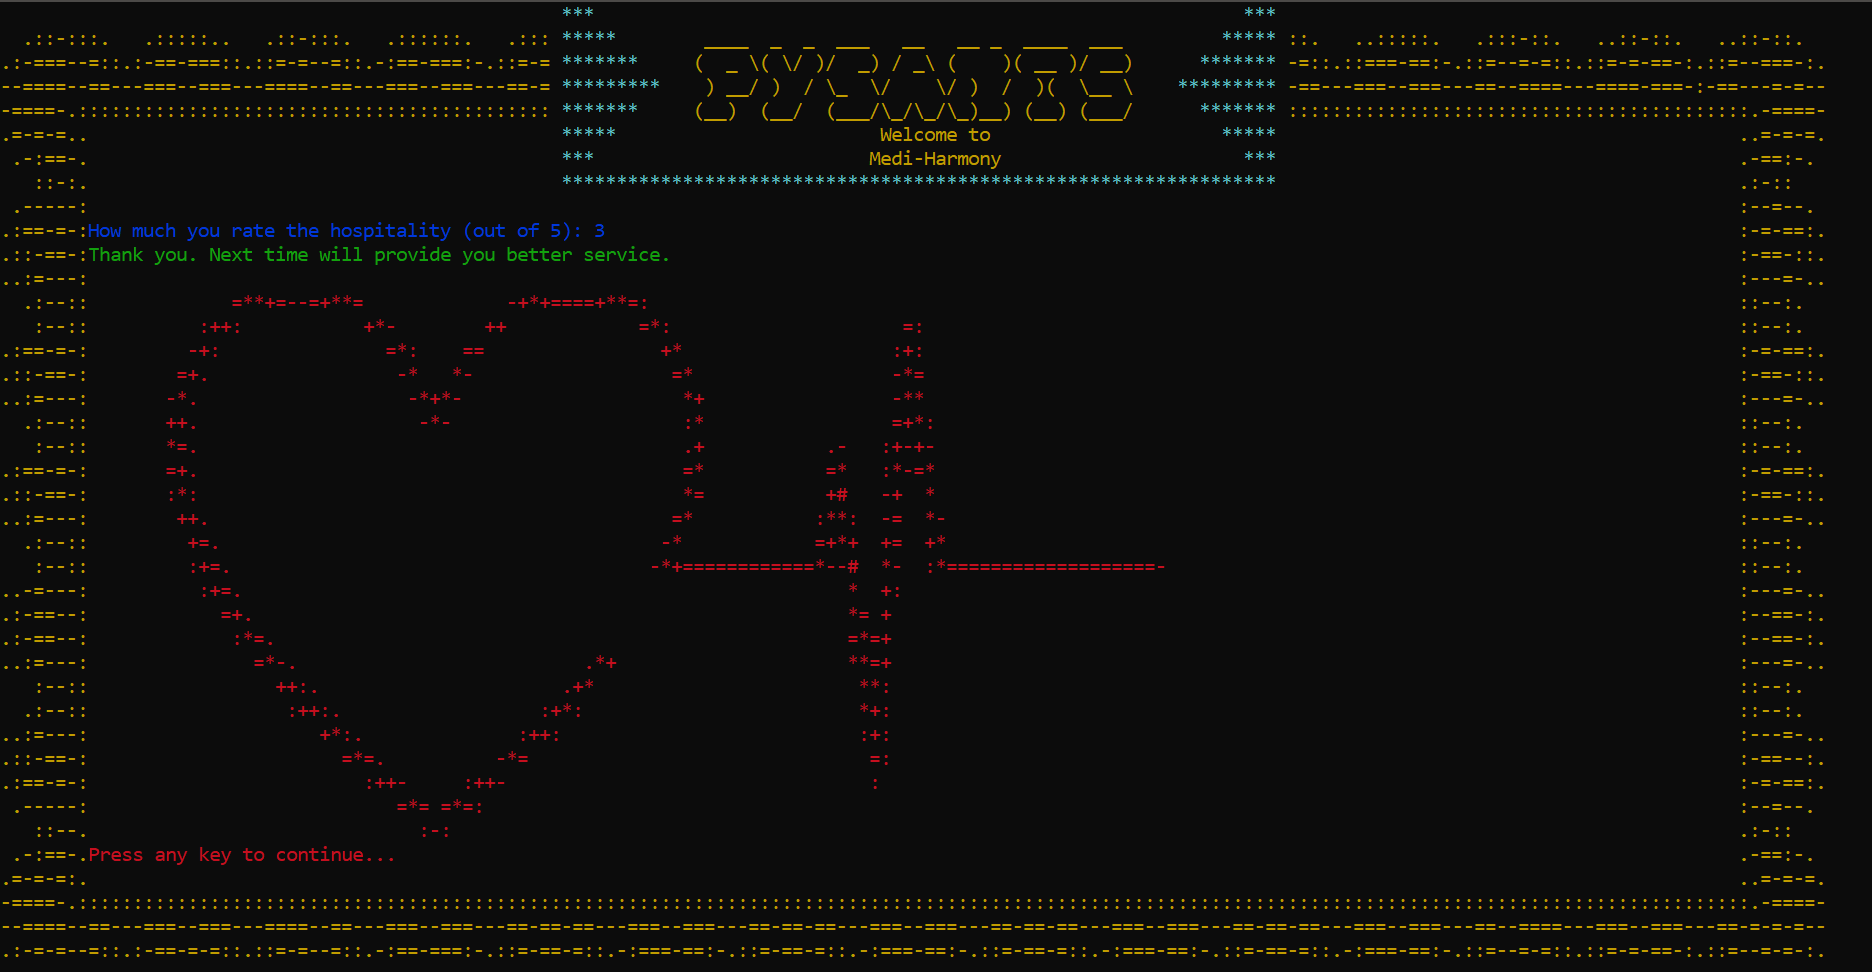 Welcome to
Medi-Harmony
How much you rate the hospitality (out of 5): 3
Thank you. Next time will provide you better service.
Press any key to continue...